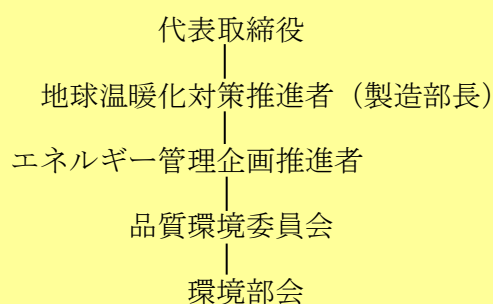 代表取締役
地球温暖化対策推進者（製造部長）
エネルギー管理企画推進者
品質環境委員会
環境部会